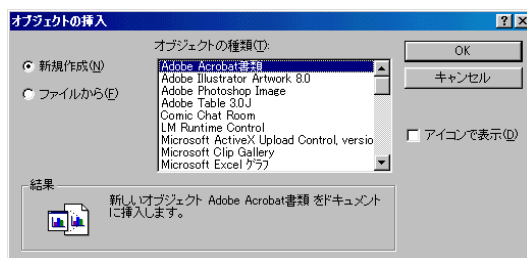 オブジェクトの挿入
新規作成(N)
ファイルから(F)
オブジェクトの種類(T):
Adobe Acrobat書類
Adobe Illustrator Artwork 8.0
Adobe Photoshop Image
Adobe Table 3.0J
Comic Chat Room
LM Runtime Control
Microsoft ActiveX Upload Control, versio
Microsoft Clip Gallery
Microsoft Excel グラフ
OK
キャンセル
アイコンで表示(D)
結果
新しいオブジェクト Adobe Acrobat書類 をドキュメント
に挿入します。